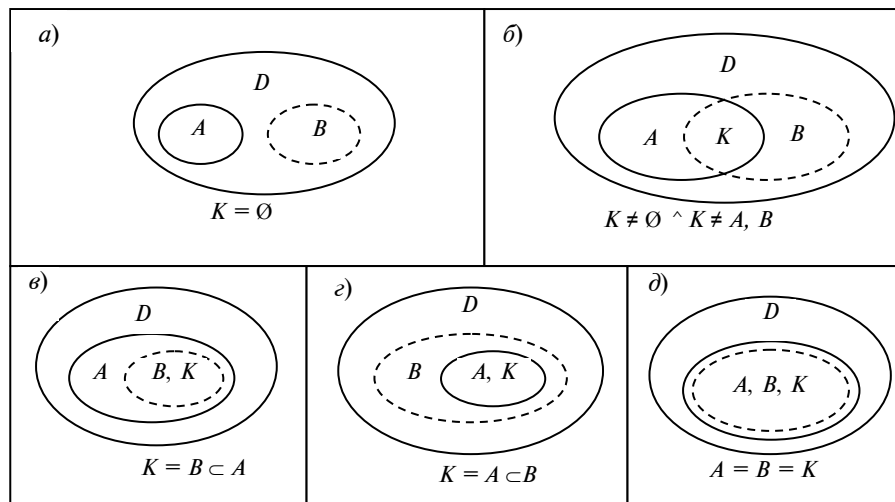 а)
D
A
B
K = Ø
б)
D
A
K
B
K ≠ Ø ^ K ≠ A, B
в)
D
A
B, K
K = B ⊂ A
г)
D
B
A, K
K = A ⊂B
д)
D
A, B, K
A = B = K